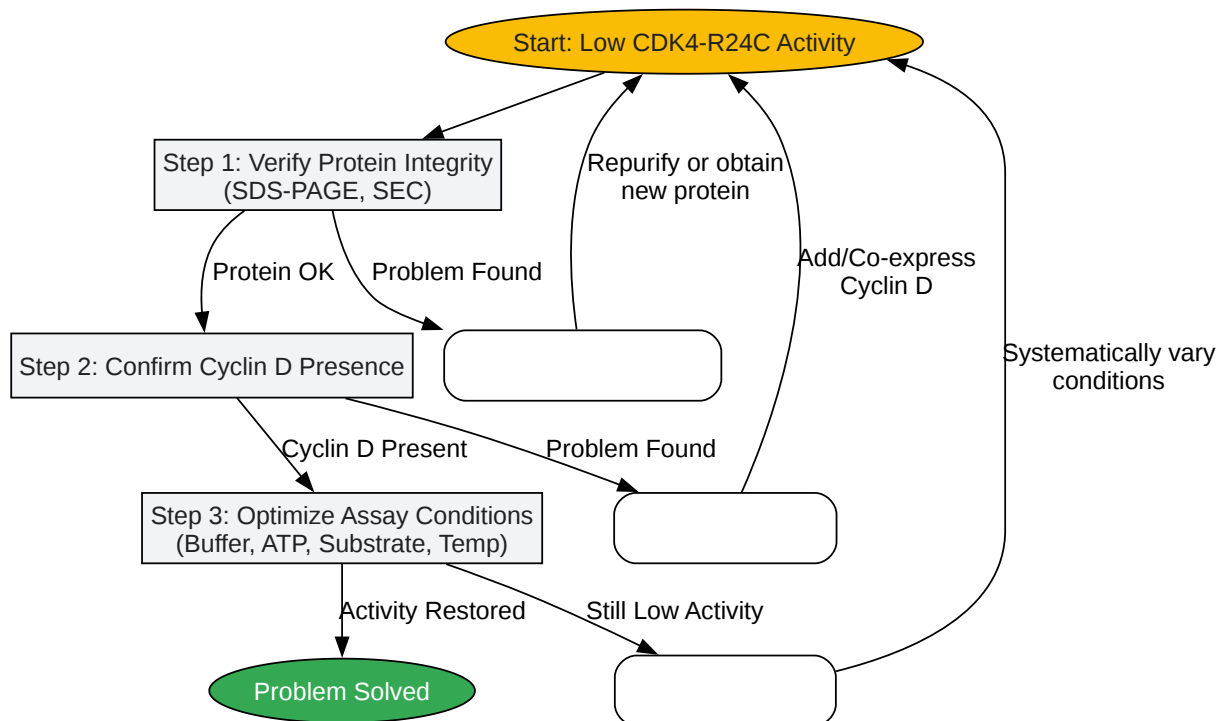 Start: Low CDK4-R24C Activity
Step 1: Verify Protein Integrity
(SDS-PAGE, SEC)
Repurify or obtain
new protein
Protein OK
Problem Found
Add/Co-express
Cyclin D
Step 2: Confirm Cyclin D Presence
Systematically vary
conditions
Cyclin D Present
Problem Found
Step 3: Optimize Assay Conditions
(Buffer, ATP, Substrate, Temp)
Activity Restored
Still Low Activity
Problem Solved